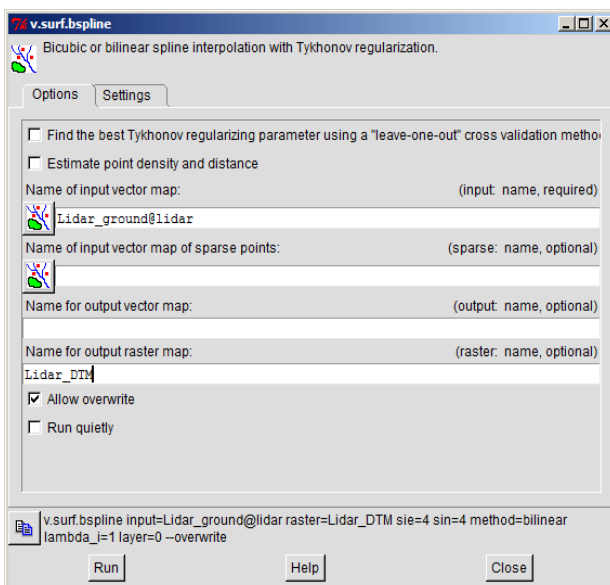 v.surf.bspline
Bicubic or bilinear spline interpolation with Tykhonov regularization.
Options
Settings
Find the best Tykhonov regularizing parameter using a "leave-one-out" cross validation metho
Estimate point density and distance
Name of input vector map: (input: name, required)
Lidar_ground@lidar
Name of input vector map of sparse points: (sparse: name, optional)
Name for output vector map: (output: name, optional)
Name for output raster map: (raster: name, optional)
Lidar_DTM
Allow overwrite
Run quietly
v.surf.bspline input=Lidar_ground@lidar raster=Lidar_DTM sie=4 sin=4 method=bilinear
lambda_i=1 layer=0 --overwrite
Run
Help
Close